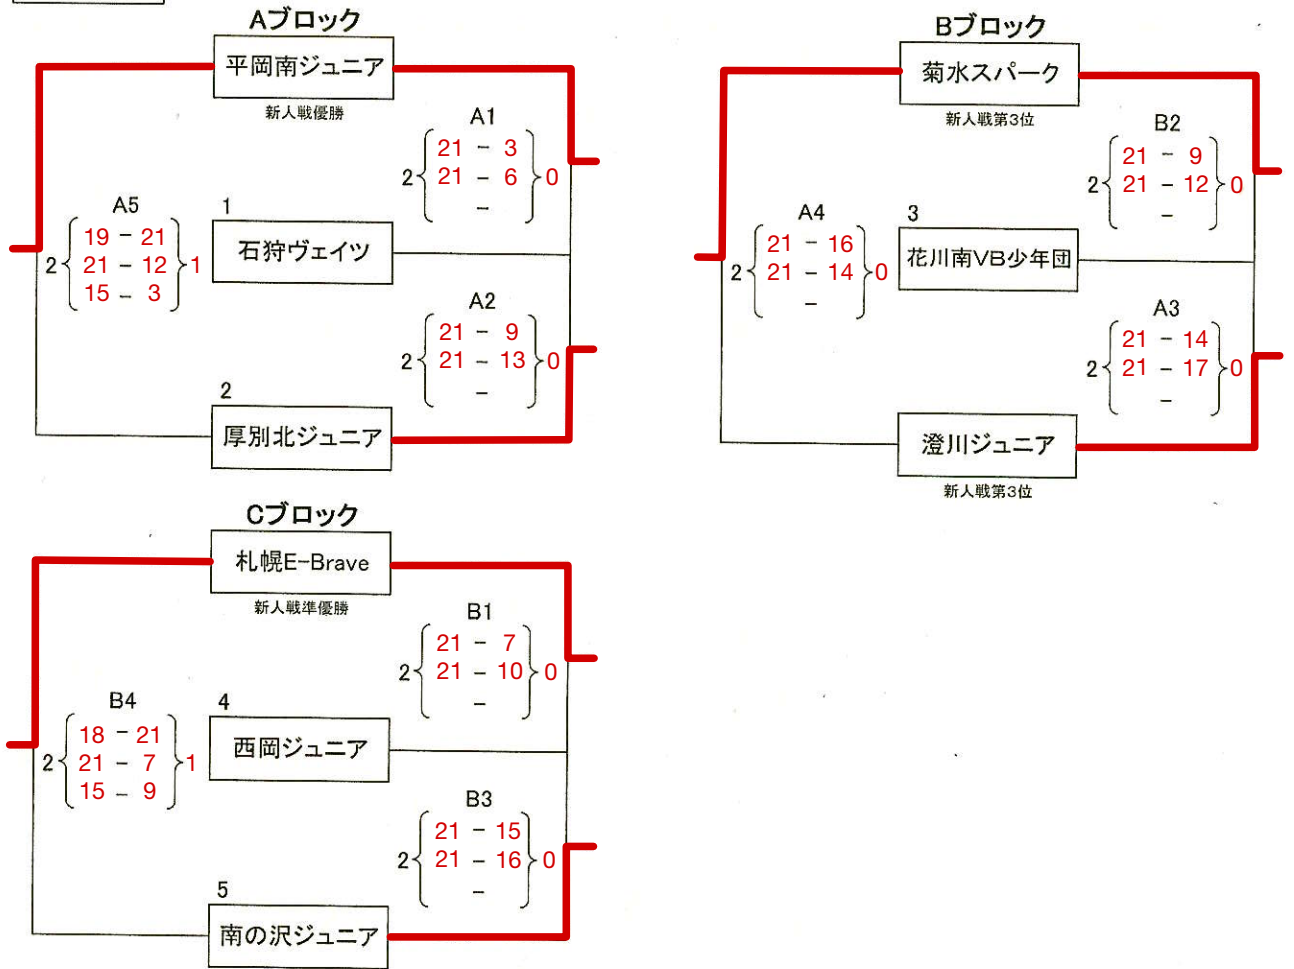 Aブロック
平岡南ジュニア
新人戦優勝
A1
21 - 3
2 21 - 6 0
-
A5
19 - 21
2 21 - 12 1
15 - 3
1
石狩ヴェイツ
A2
21 - 9
2 21 - 13 0
-
2
厚別北ジュニア
Bブロック
菊水スパーク
新人戦第3位
B2
21 - 9
2 21 - 12 0
-
A4
21 - 16
2 21 - 14 0
-
3
花川南VB少年団
A3
21 - 14
2 21 - 17 0
-
澄川ジュニア
新人戦第3位
Cブロック
札幌E-Brave
新人戦準優勝
B1
21 - 7
2 21 - 10 0
-
B4
18 - 21
2 21 - 7 1
15 - 9
4
西岡ジュニア
B3
21 - 15
2 21 - 16 0
-
5
南の沢ジュニア